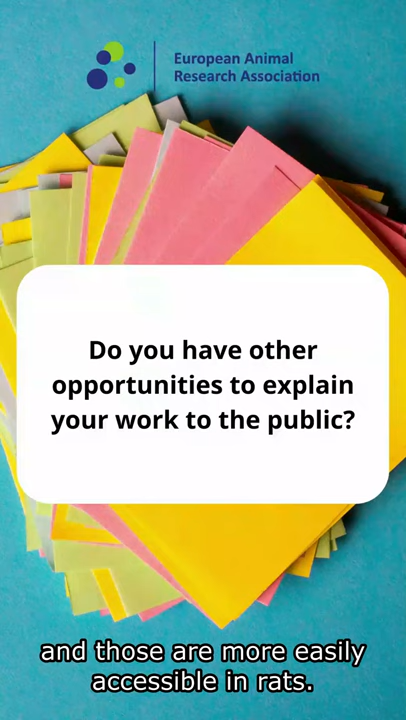 European Animal
Research Association
Do you have other
opportunities to explain
your work to the public?
and those are more easily
accessible in rats.